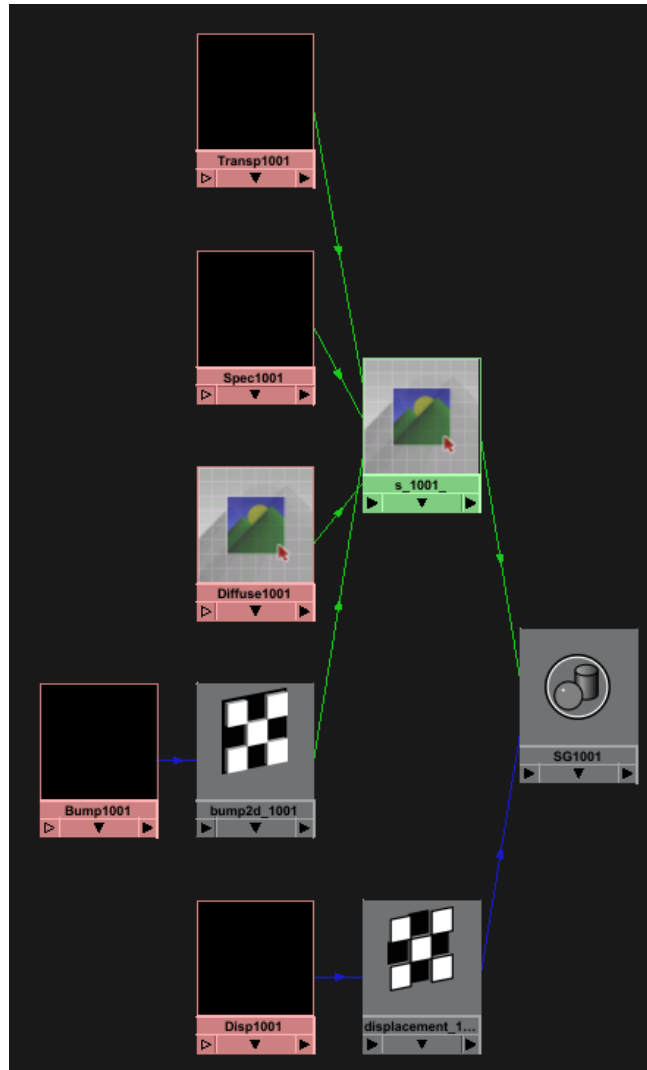 Transp1001
Spec1001
s_1001_
Diffuse1001
SG1001
Bump1001
bump2d_1001
Disp1001
displacement_1...